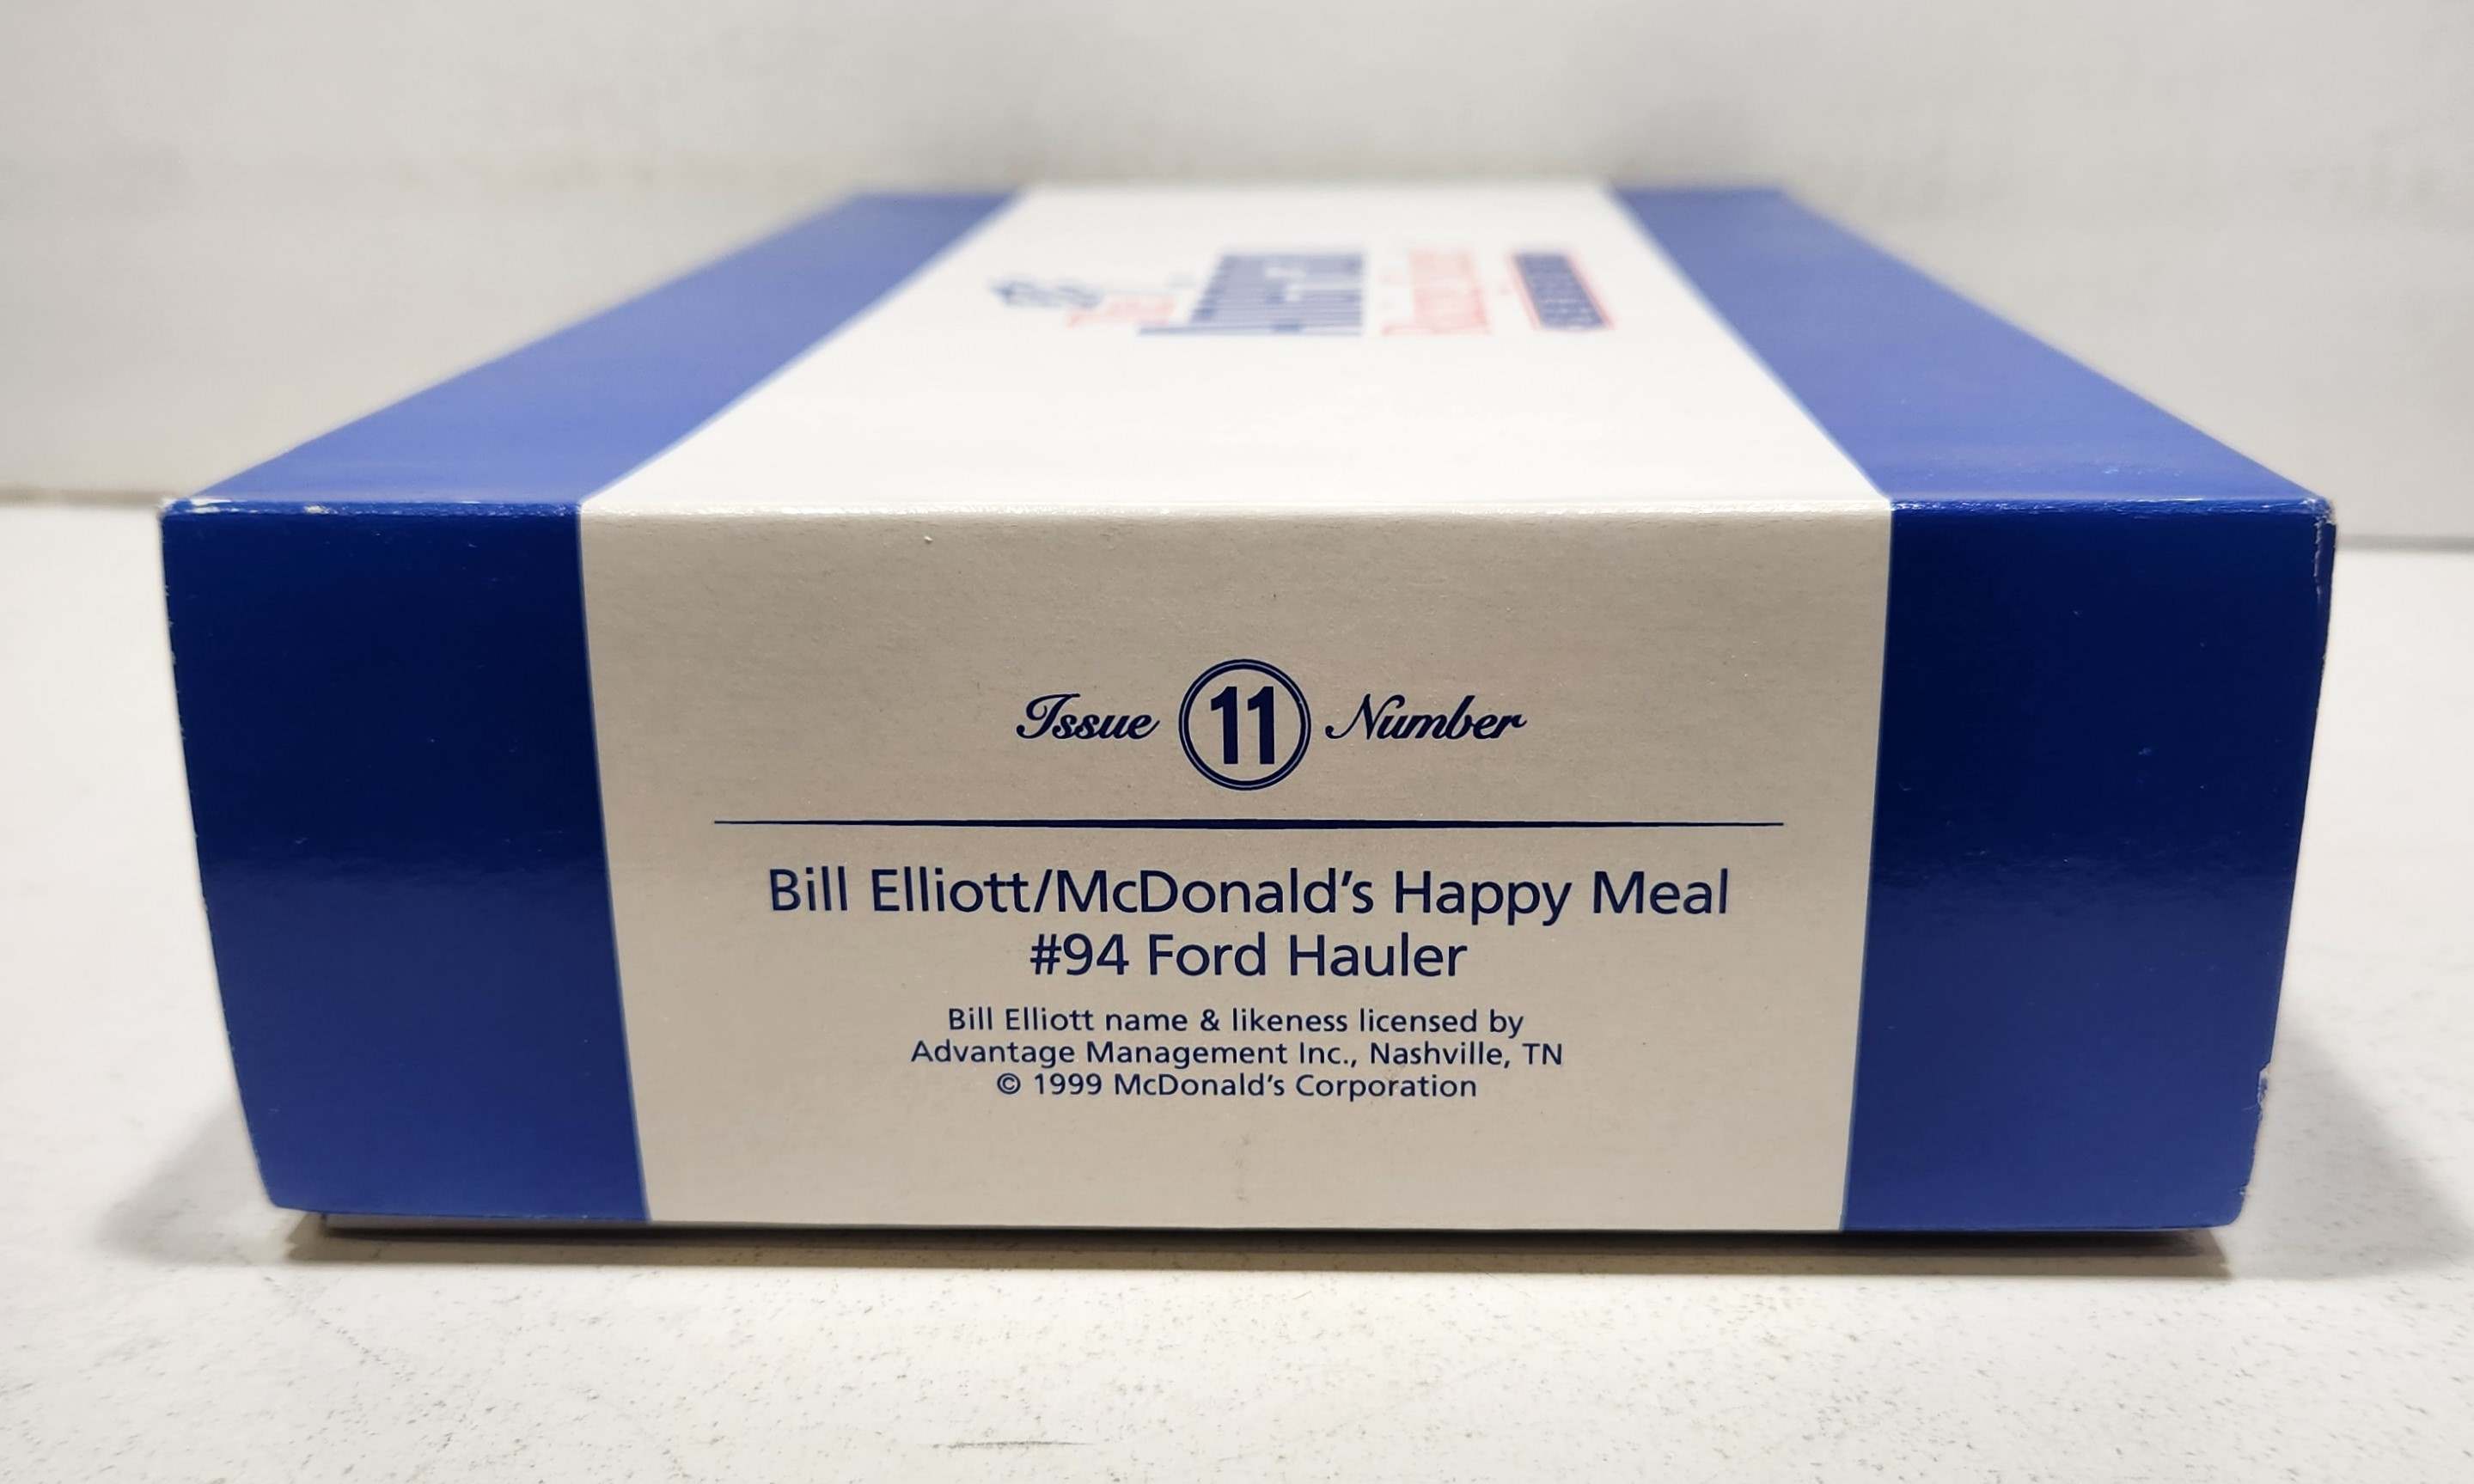 Issue 11 Number
Bill Elliott/McDonald's Happy Meal
#94 Ford Hauler
Bill Elliott name & likeness licensed by
Advantage Management Inc., Nashville, TN
© 1999 McDonald's Corporation